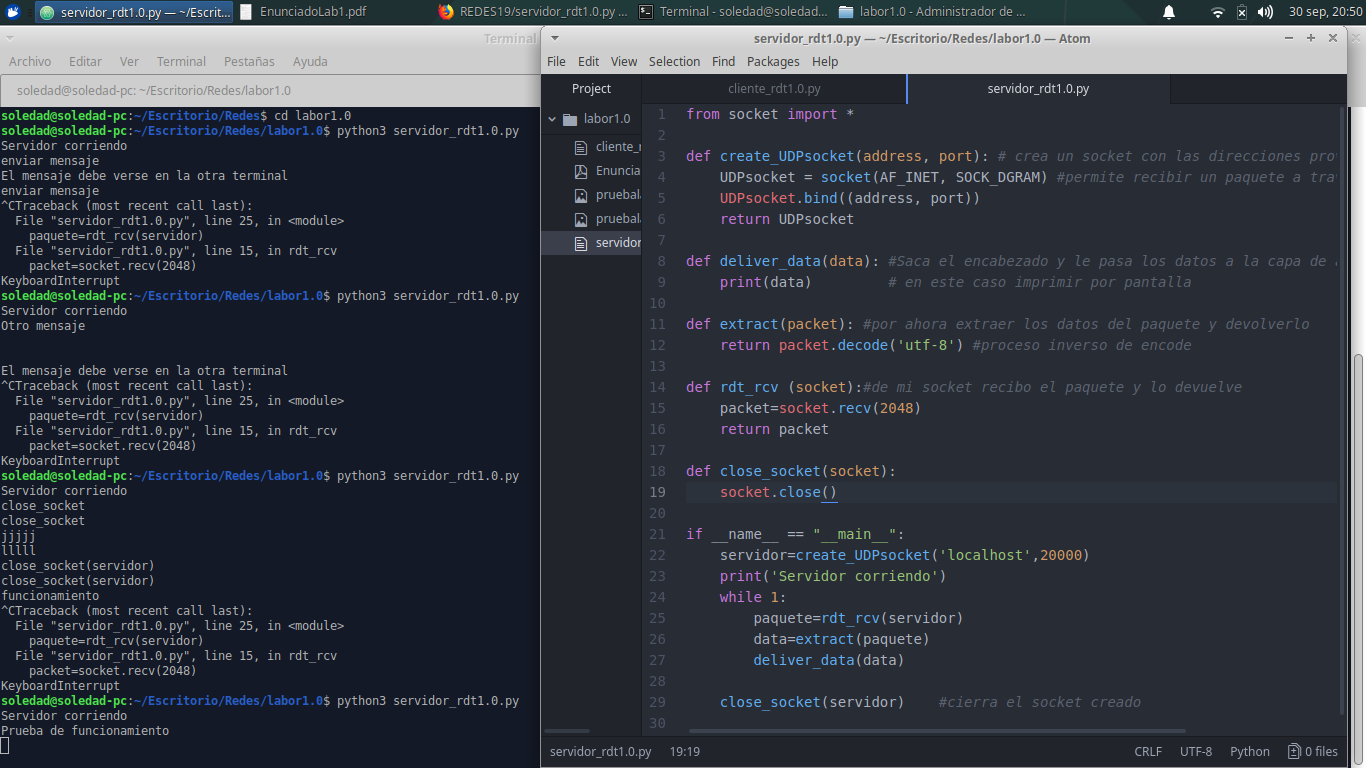 servidor_rdt1.0.py — ~/Escrit...
EnunciadoLab1.pdf
REDES19/servidor_rdt1.0.py ...
Terminal - soledad@soledad...
labor1.0 - Administrador de ...
30 sep, 20:50
Terminal
Archivo Editar Ver Terminal Pestañas Ayuda
soledad@soledad-pc: ~/Escritorio/Redes/labor1.0
soledad@soledad-pc:~/Escritorio/Redes$ cd labor1.0
soledad@soledad-pc:~/Escritorio/Redes/labor1.0$ python3 servidor_rdt1.0.py
Servidor corriendo
enviar mensaje
El mensaje debe verse en la otra terminal
enviar mensaje
^CTraceback (most recent call last):
  File "servidor_rdt1.0.py", line 25, in <module>
    paquete=rdt_rcv(servidor)
  File "servidor_rdt1.0.py", line 15, in rdt_rcv
    packet=socket.recv(2048)
KeyboardInterrupt
soledad@soledad-pc:~/Escritorio/Redes/labor1.0$ python3 servidor_rdt1.0.py
Servidor corriendo
Otro mensaje
El mensaje debe verse en la otra terminal
^CTraceback (most recent call last):
  File "servidor_rdt1.0.py", line 25, in <module>
    paquete=rdt_rcv(servidor)
  File "servidor_rdt1.0.py", line 15, in rdt_rcv
    packet=socket.recv(2048)
KeyboardInterrupt
soledad@soledad-pc:~/Escritorio/Redes/labor1.0$ python3 servidor_rdt1.0.py
Servidor corriendo
close_socket
close_socket
jjjjj
lllll
close_socket(servidor)
close_socket(servidor)
funcionamiento
^CTraceback (most recent call last):
  File "servidor_rdt1.0.py", line 25, in <module>
    paquete=rdt_rcv(servidor)
  File "servidor_rdt1.0.py", line 15, in rdt_rcv
    packet=socket.recv(2048)
KeyboardInterrupt
soledad@soledad-pc:~/Escritorio/Redes/labor1.0$ python3 servidor_rdt1.0.py
Servidor corriendo
Prueba de funcionamiento
servidor_rdt1.0.py — ~/Escritorio/Redes/labor1.0 — Atom
File Edit View Selection Find Packages Help
Project
labor1.0
cliente_r
Enuncia
pruebal
pruebal
servidor
cliente_rdt1.0.py
servidor_rdt1.0.py
1 from socket import *
2
3 def create_UDPsocket(address, port): # crea un socket con las direcciones pro
4     UDPsocket = socket(AF_INET, SOCK_DGRAM) #permite recibir un paquete a tra
5     UDPsocket.bind((address, port))
6     return UDPsocket
7
8 def deliver_data(data): #Saca el encabezado y le pasa los datos a la capa de a
9     print(data)         # en este caso imprimir por pantalla
10
11 def extract(packet): #por ahora extraer los datos del paquete y devolverlo
12     return packet.decode('utf-8') #proceso inverso de encode
13
14 def rdt_rcv (socket):#de mi socket recibo el paquete y lo devuelve
15     packet=socket.recv(2048)
16     return packet
17
18 def close_socket(socket):
19     socket.close()
20
21 if __name__ == "__main__":
22     servidor=create_UDPsocket('localhost',20000)
23     print('Servidor corriendo')
24     while 1:
25         paquete=rdt_rcv(servidor)
26         data=extract(paquete)
27         deliver_data(data)
28
29     close_socket(servidor)    #cierra el socket creado
30
servidor_rdt1.0.py 19:19
CRLF UTF-8 Python 0 files